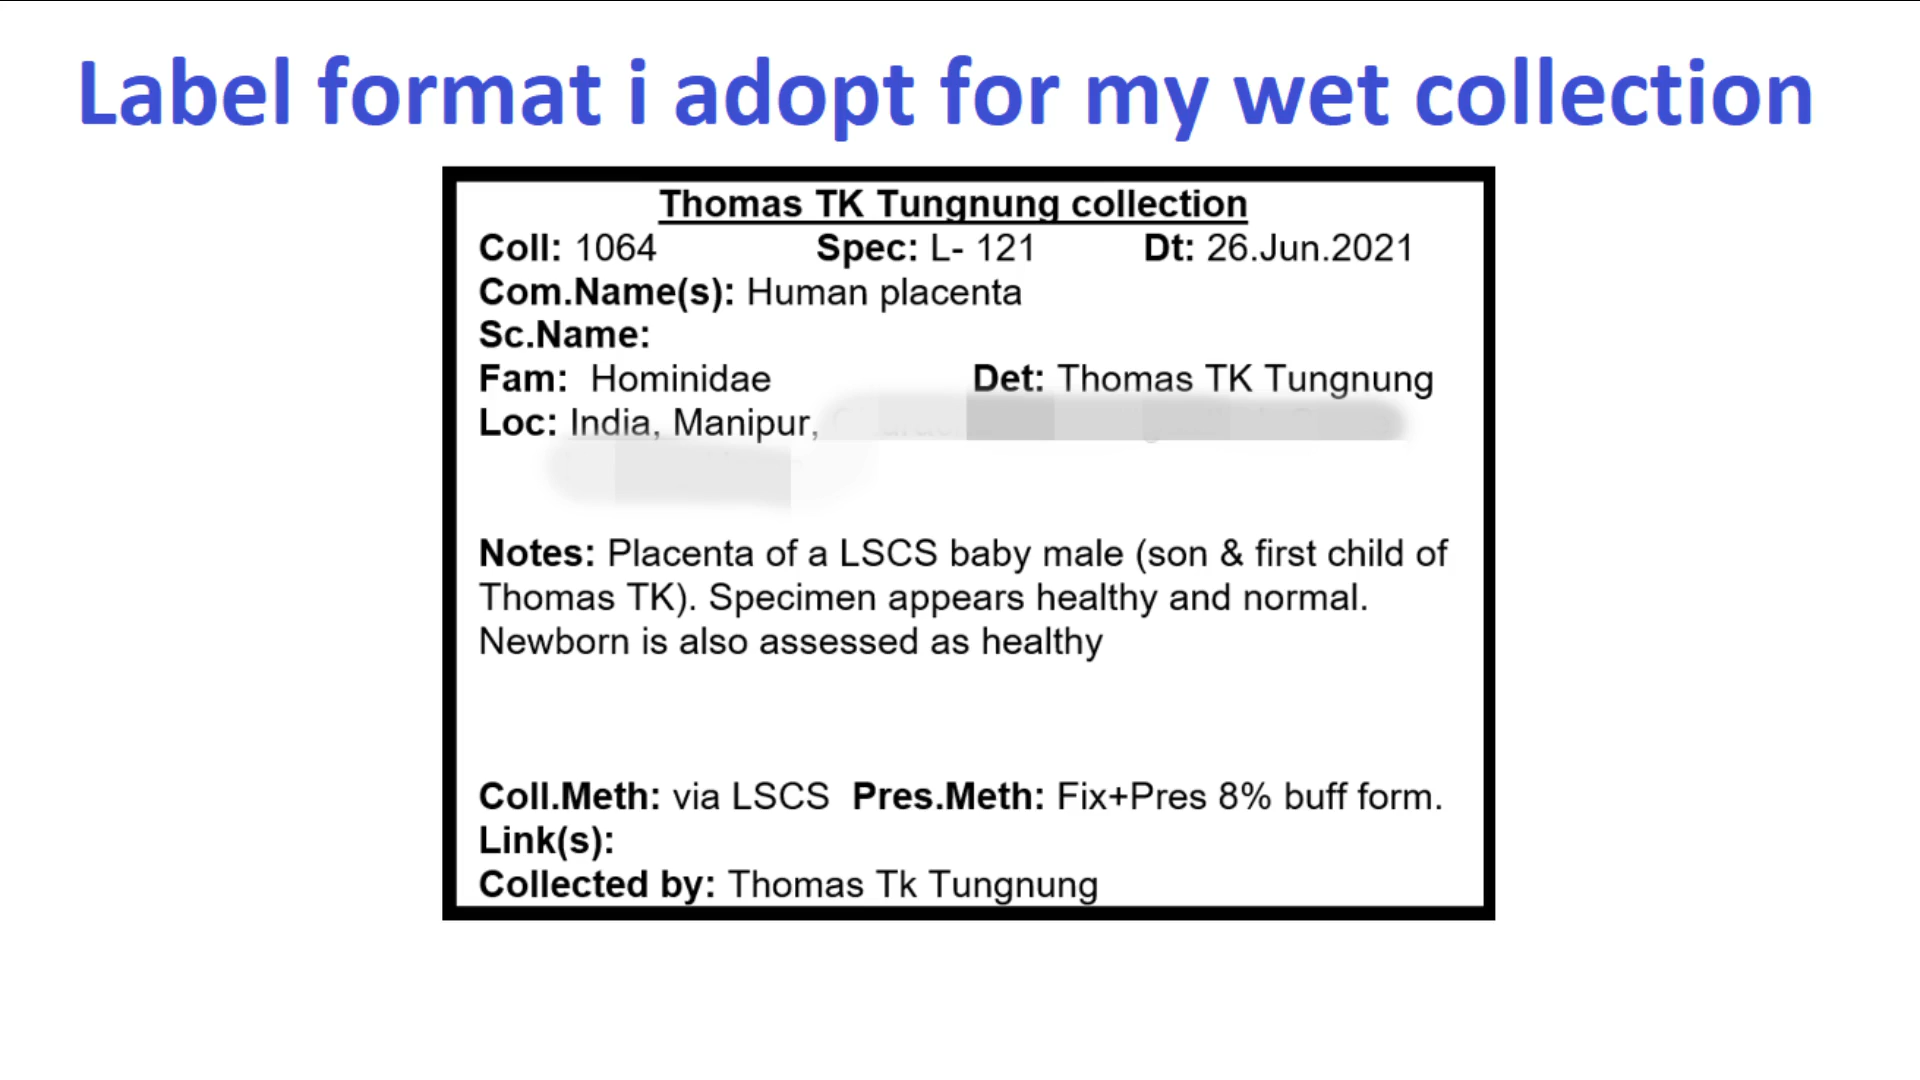 Label format i adopt for my wet collection
Thomas TK Tungnung collection
Coll: 1064 Spec: L- 121 Dt: 26.Jun.2021
Com.Name(s): Human placenta
Sc.Name:
Fam: Hominidae Det: Thomas TK Tungnung
Loc: India, Manipur,
Notes: Placenta of a LSCS baby male (son & first child of
Thomas TK). Specimen appears healthy and normal.
Newborn is also assessed as healthy
Coll.Meth: via LSCS Pres.Meth: Fix+Pres 8% buff form.
Link(s):
Collected by: Thomas Tk Tungnung